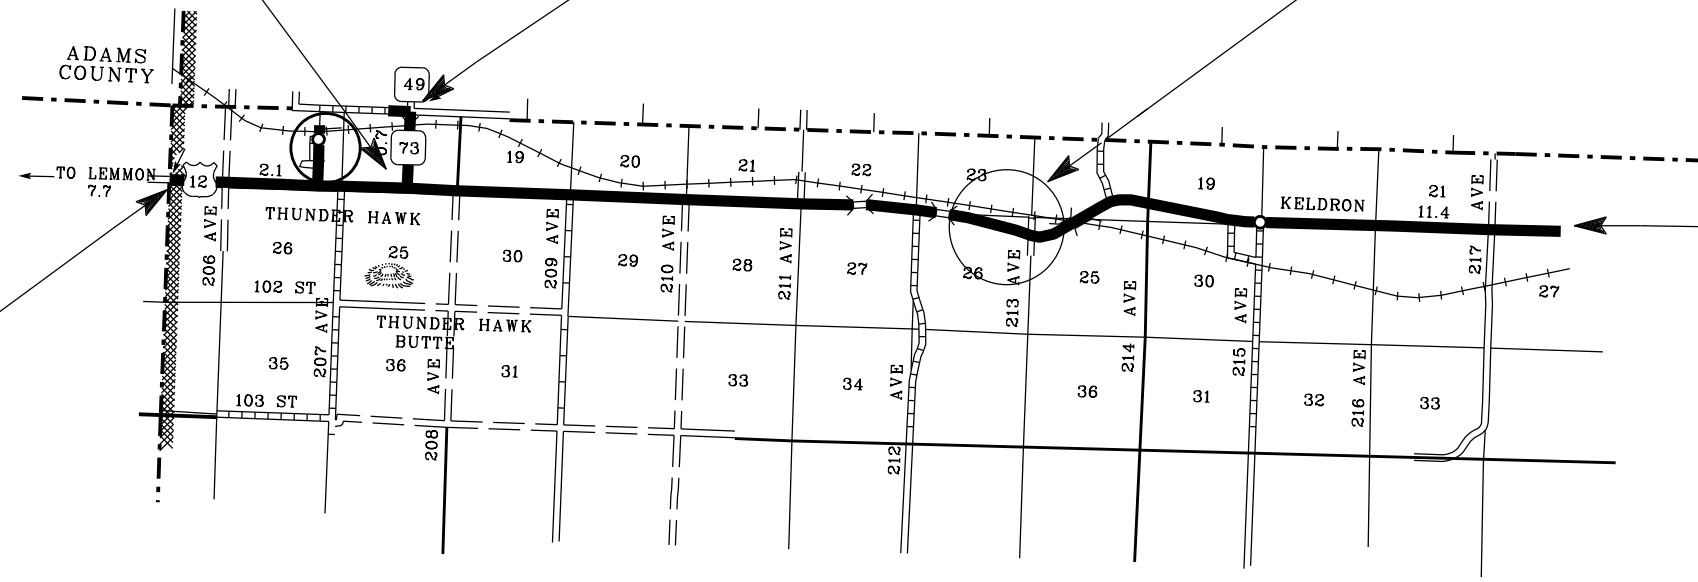 ADAMS
COUNTY
49
0.7
73
19
20
21
22
23
19
21
TO LEMMON
7.7
12
2.1
KELDRON
11.4
THUNDER HAWK
206 AVE
26
25
30
209 AVE
29
210 AVE
28
211 AVE
27
26
213 AVE
25
214 AVE
30
215 AVE
217 AVE
27
102 ST
207 AVE
THUNDER HAWK
BUTTE
35
36
208 AVE
31
33
34
212 AVE
36
31
32
216 AVE
33
103 ST